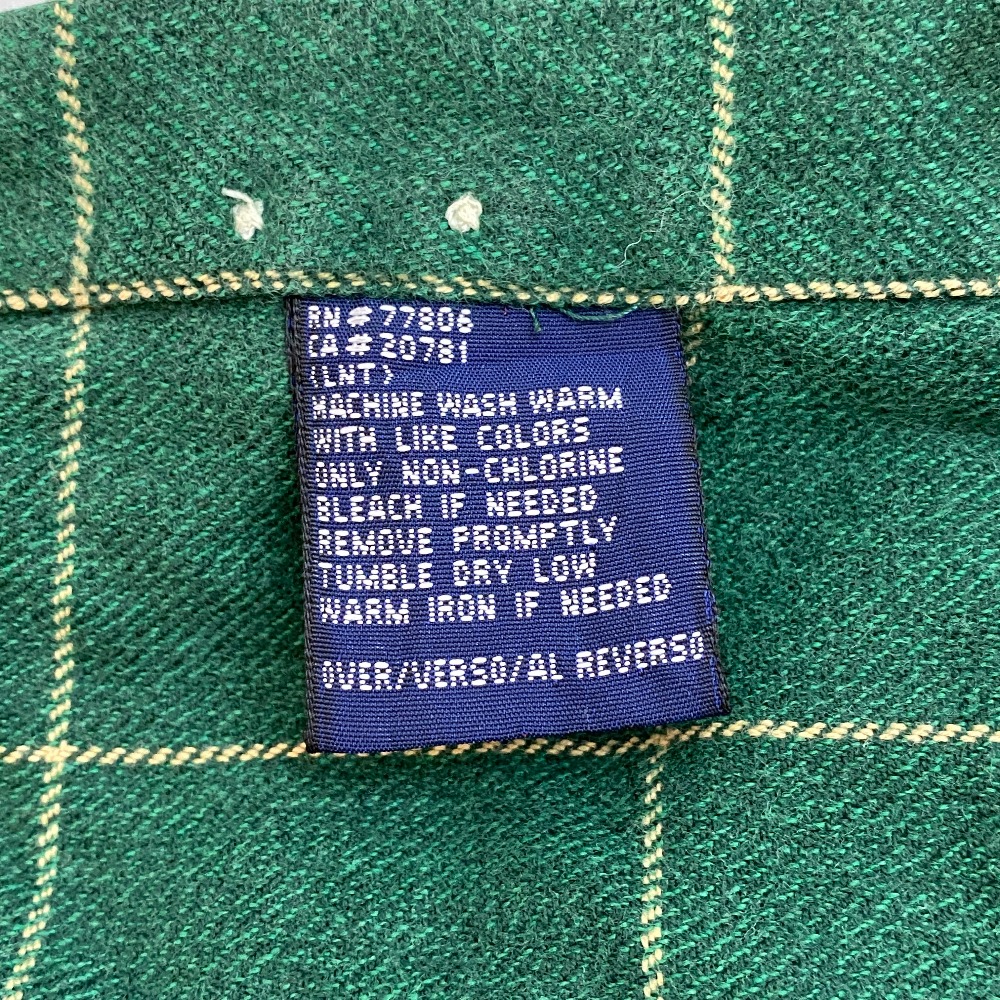 RN # 77806
CA # 20781
(LNT)
MACHINE WASH WARM
WITH LIKE COLORS
ONLY NON-CHLORINE
BLEACH IF NEEDED
REMOVE PROMPTLY
TUMBLE DRY LOW
WARM IRON IF NEEDED
OVER/VERSO/AL REVERSO